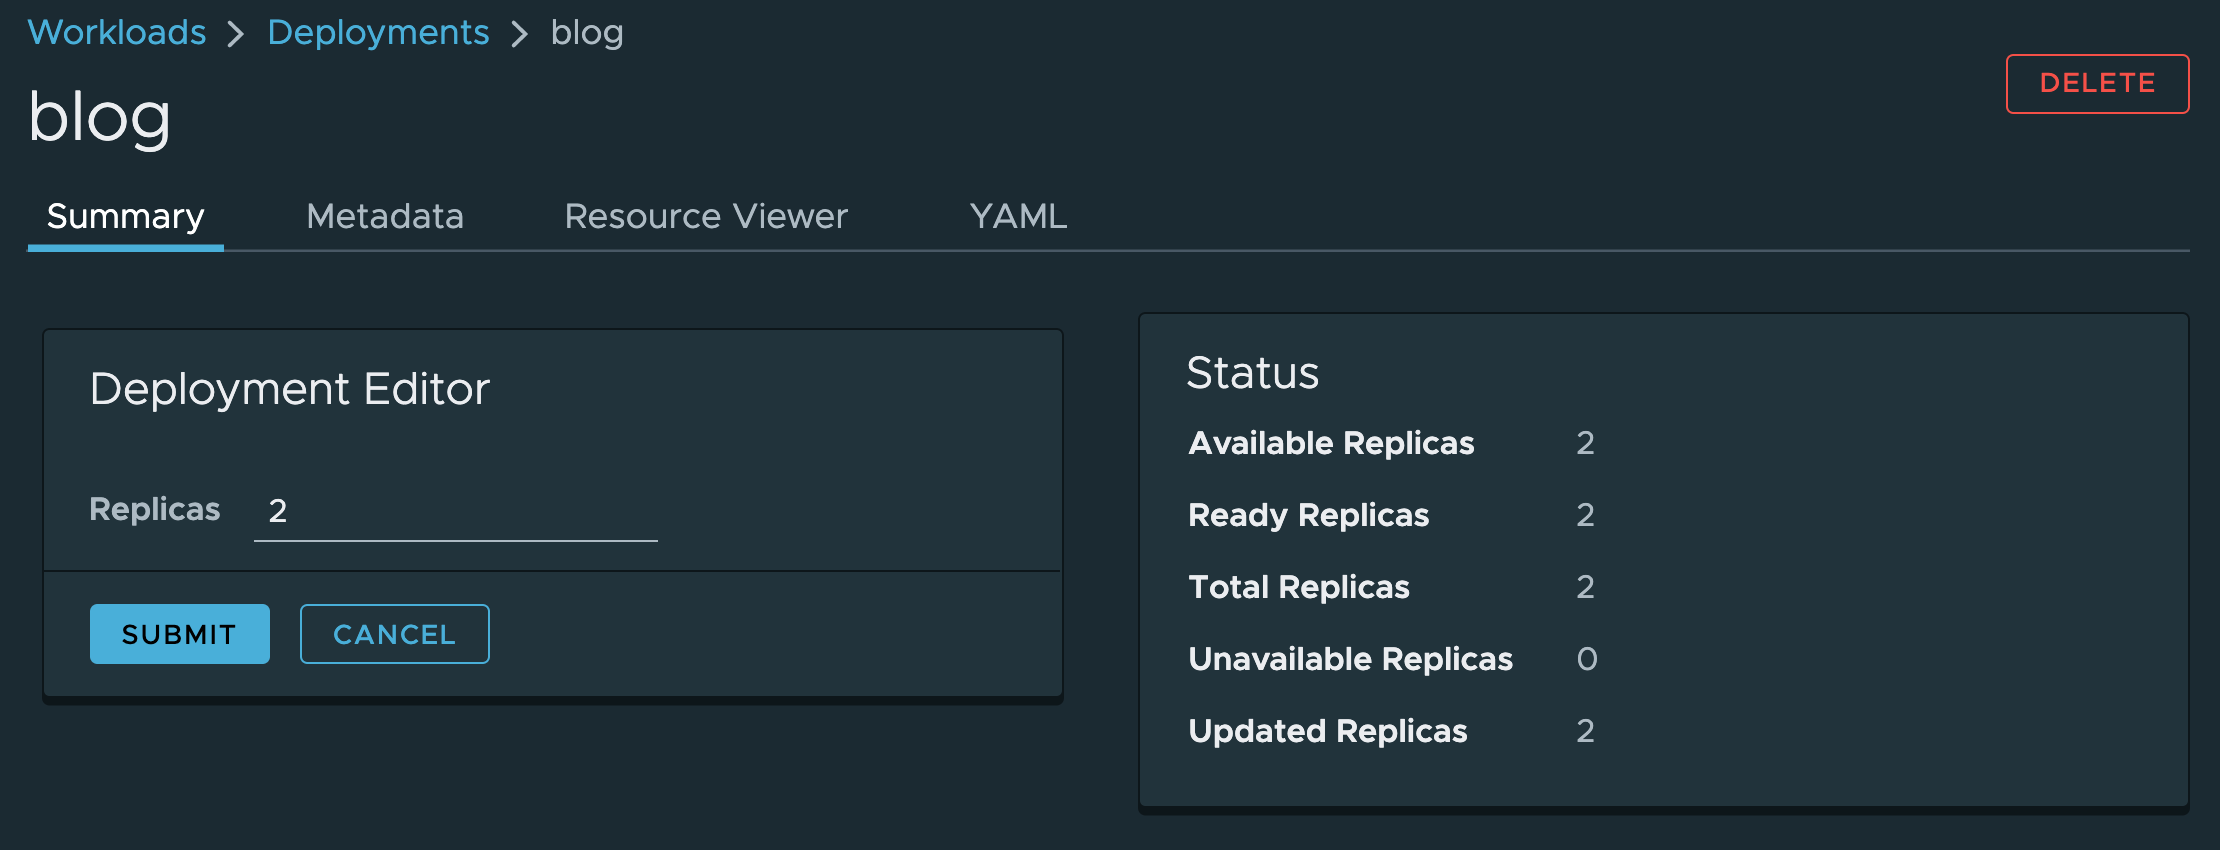 Workloads > Deployments > blog
DELETE
blog
Summary Metadata Resource Viewer YAML
Deployment Editor
Replicas 2
SUBMIT CANCEL
Status
Available Replicas 2
Ready Replicas 2
Total Replicas 2
Unavailable Replicas 0
Updated Replicas 2